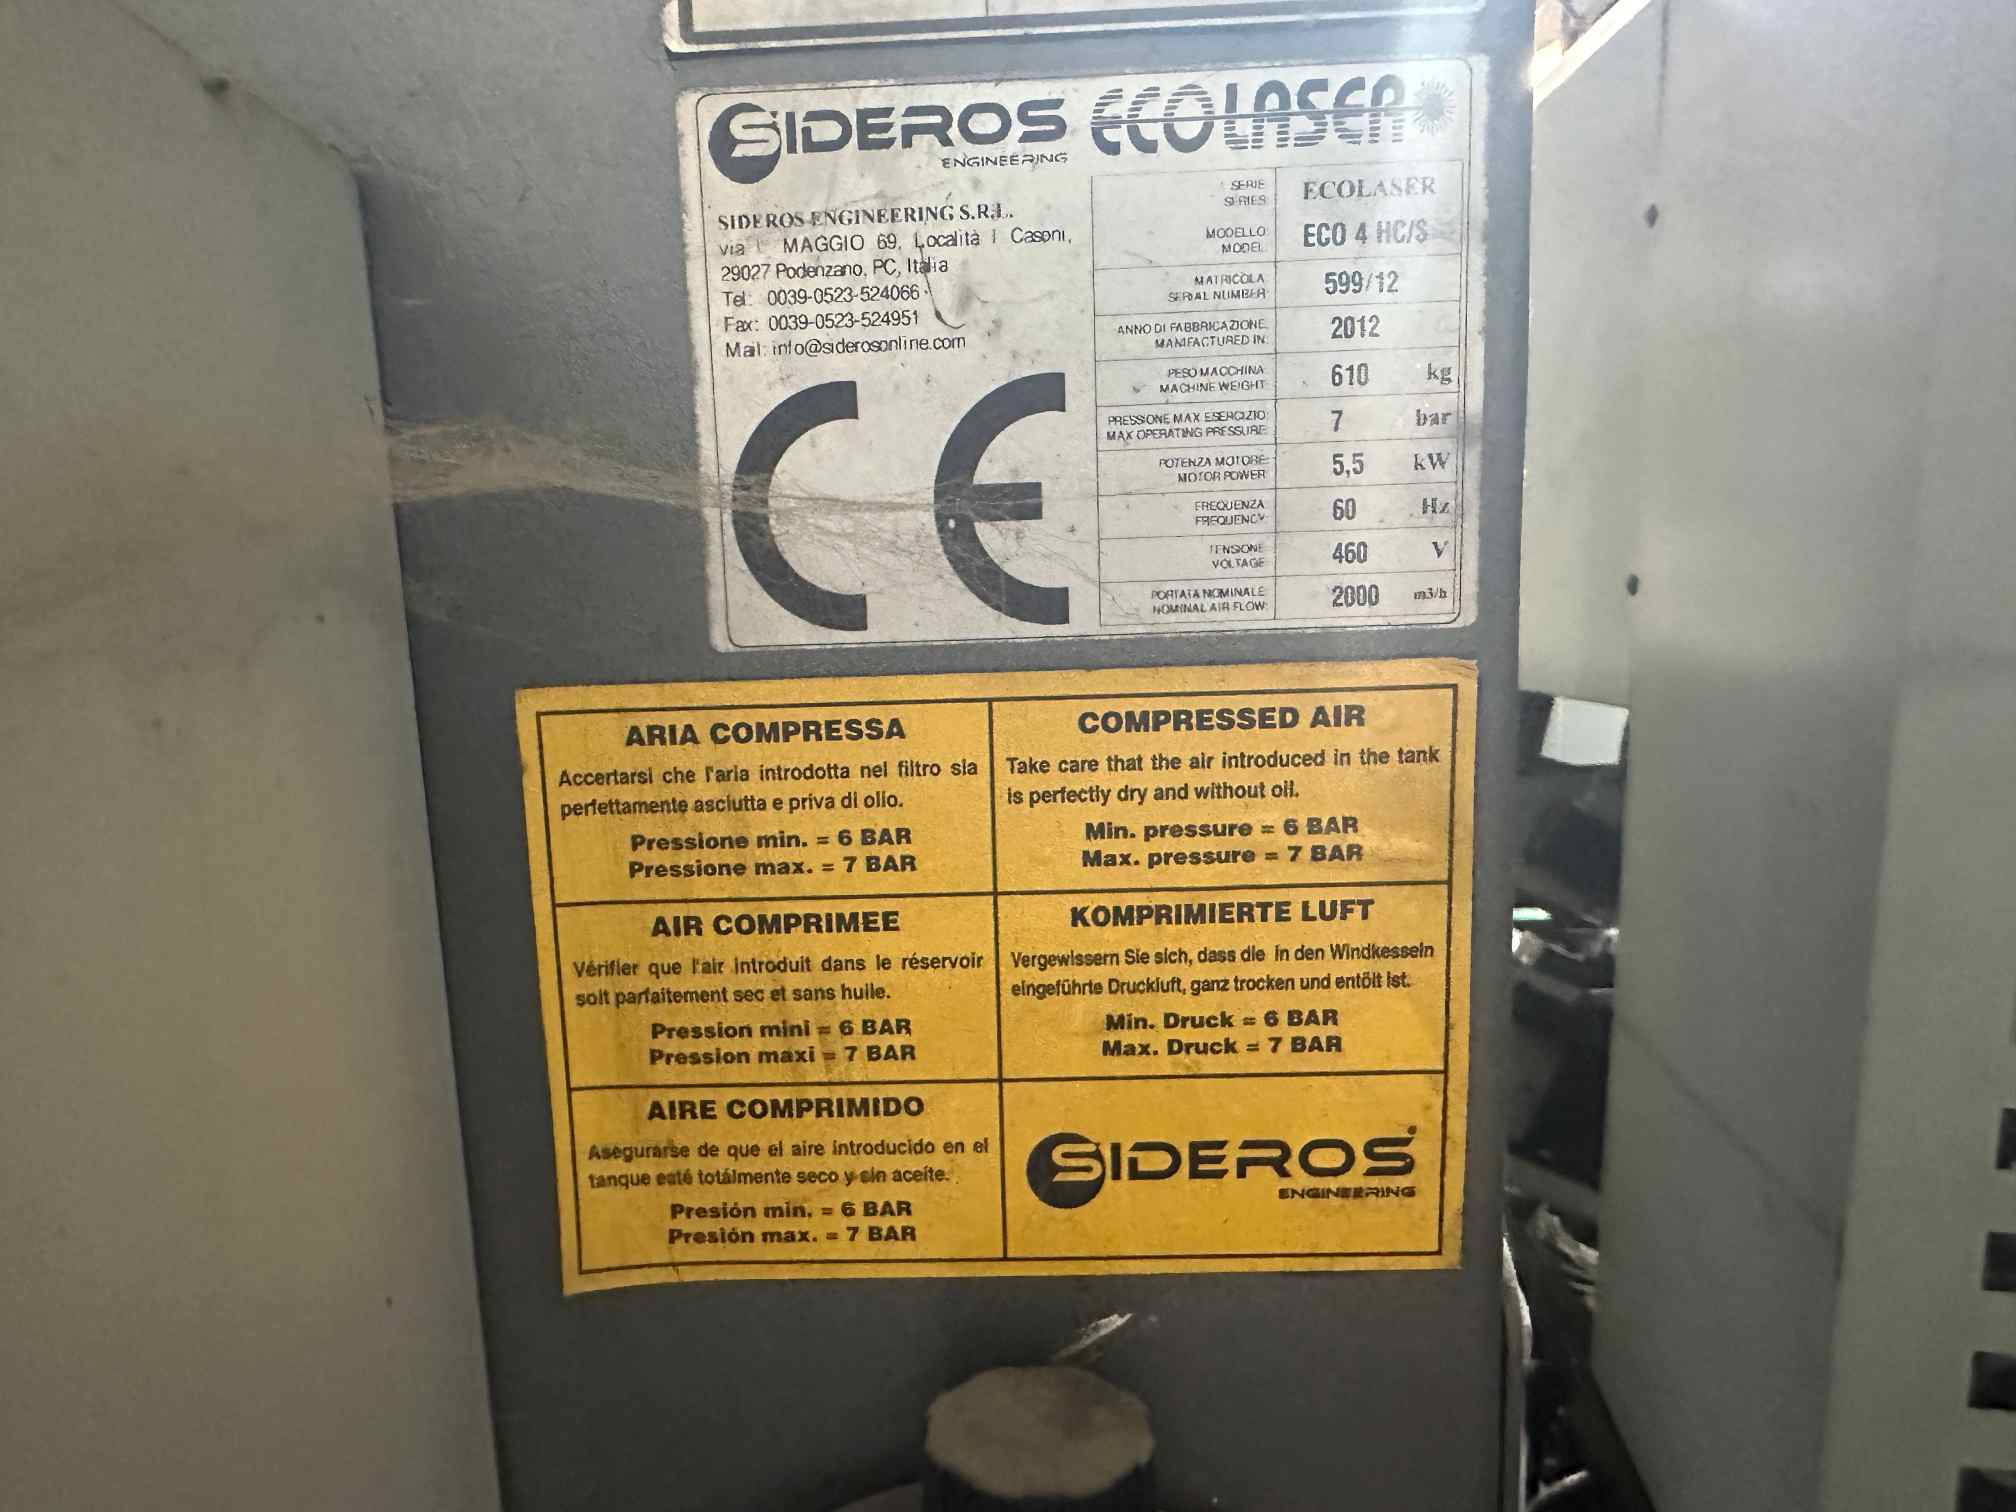 SIDEROS ECOLASER
ENGINEERING
SIDEROS ENGINEERING S.R.L.
via 1 MAGGIO 69, Località I Casoni,
29027 Podenzano, PC, Italia
Tel: 0039-0523-524066
Fax: 0039-0523-524951
Mail: info@siderosonline.com
CE
SERIE
SERIES
ECOLASER
MODELLO:
MODEL:
ECO 4 HC/S
MATRICOLA
SERIAL NUMBER:
599/12
ANNO DI FABBRICAZIONE:
MANIFACTURED IN:
2012
PESO MACCHINA
MACHINE WEIGHT
610 kg
PRESSIONE MAX ESERCIZIO:
MAX OPERATING PRESSURE:
7 bar
POTENZA MOTORE:
MOTOR POWER
5,5 kW
FREQUENZA
FREQUENCY:
60 Hz
TENSIONE
VOLTAGE
460 V
PORTATA NOMINALE
NOMINAL AIR FLOW:
2000 m3/h
ARIA COMPRESSA
Accertarsi che l'aria introdotta nel filtro sia
perfettamente asciutta e priva di olio.
Pressione min. = 6 BAR
Pressione max. = 7 BAR
COMPRESSED AIR
Take care that the air introduced in the tank
is perfectly dry and without oil.
Min. pressure = 6 BAR
Max. pressure = 7 BAR
AIR COMPRIMEE
Vérifier que l'air introduit dans le réservoir
soit parfaitement sec et sans huile.
Pression mini = 6 BAR
Pression maxi = 7 BAR
KOMPRIMIERTE LUFT
Vergewissern Sie sich, dass die in den Windkesseln
eingeführte Druckluft, ganz trocken und entölt ist.
Min. Druck = 6 BAR
Max. Druck = 7 BAR
AIRE COMPRIMIDO
Asegurarse de que el aire introducido en el
tanque esté totálmente seco y sin aceite.
Presión min. = 6 BAR
Presión max. = 7 BAR
SIDEROS
ENGINEERING